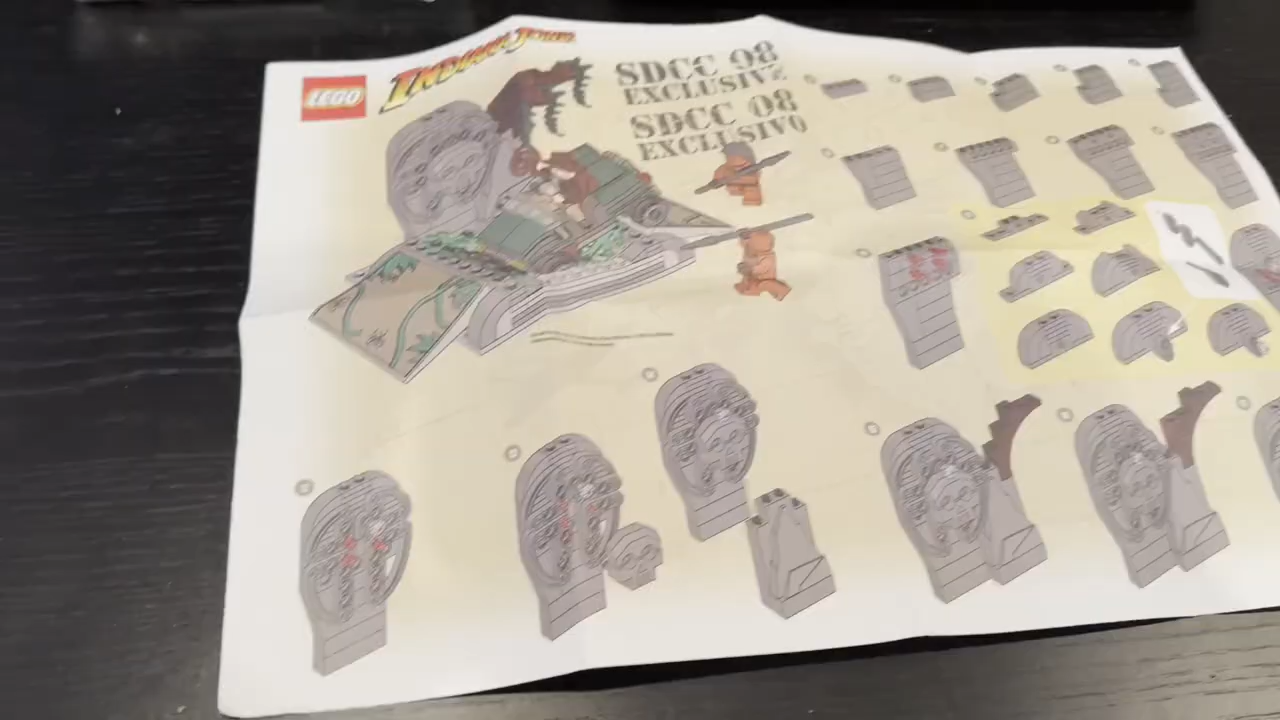 LEGO
INDIANA JONES
SDCC 08
EXCLUSIVE
SDCC 08
EXCLUSIVO